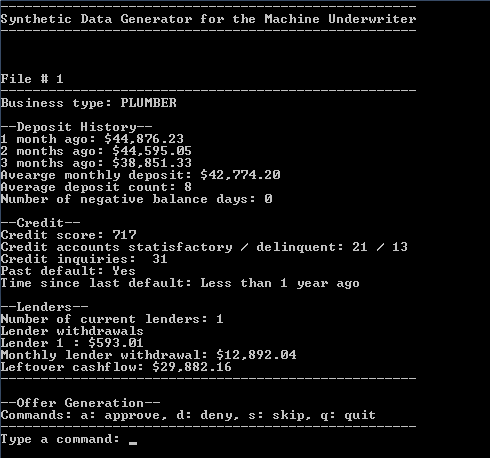 Synthetic Data Generator for the Machine Underwriter
File # 1
Business type: PLUMBER
--Deposit History--
1 month ago: $44,876.23
2 months ago: $44,595.05
3 months ago: $38,851.33
Avearge monthly deposit: $42,774.20
Average deposit count: 8
Number of negative balance days: 0
--Credit--
Credit score: 717
Credit accounts statisfactory / delinquent: 21 / 13
Credit inquiries:  31
Past default: Yes
Time since last default: Less than 1 year ago
--Lenders--
Number of current lenders: 1
Lender withdrawals
Lender 1 : $593.01
Monthly lender withdrawal: $12,892.04
Leftover cashflow: $29,882.16
--Offer Generation--
Commands: a: approve, d: deny, s: skip, q: quit
Type a command: _